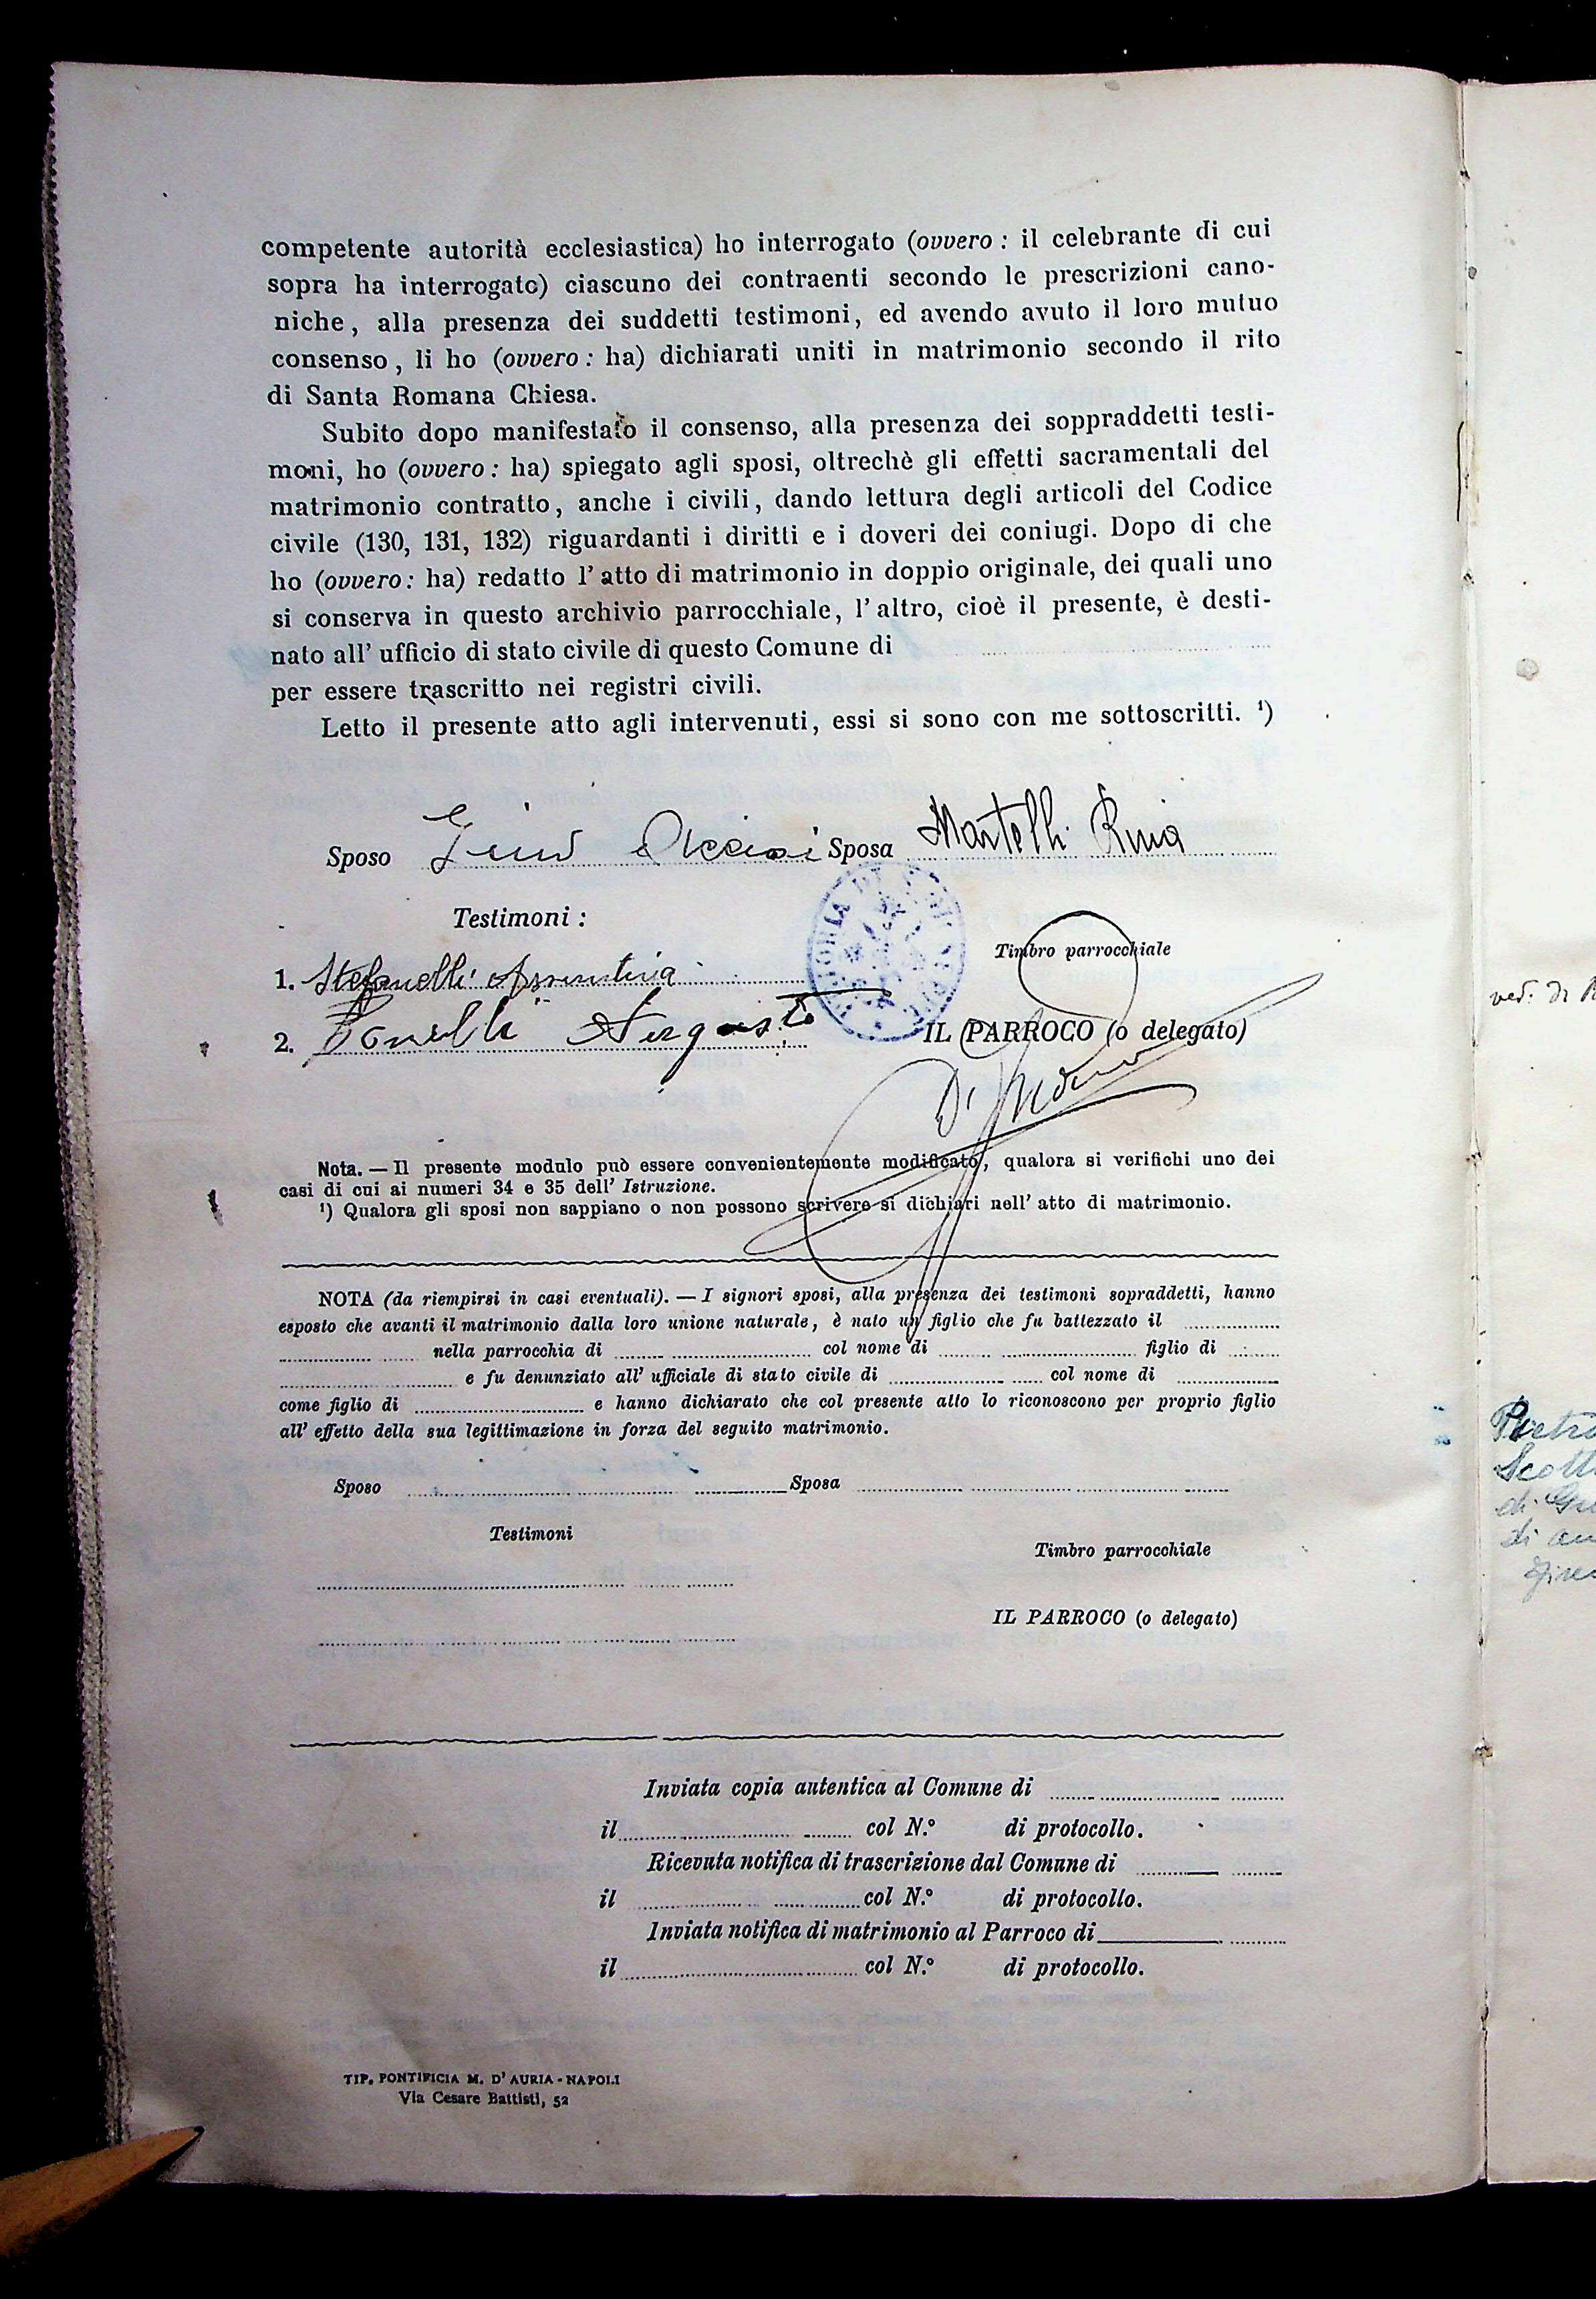 competente autorità ecclesiastica) ho interrogato (ovvero : il celebrante di cui
sopra ha interrogato) ciascuno dei contraenti secondo le prescrizioni cano-
niche, alla presenza dei suddetti testimoni, ed avendo avuto il loro mutuo
consenso, li ho (ovvero : ha) dichiarati uniti in matrimonio secondo il rito
di Santa Romana Chiesa.
Subito dopo manifestato il consenso, alla presenza dei soppraddetti testi-
moni, ho (ovvero : ha) spiegato agli sposi, oltrechè gli effetti sacramentali del
matrimonio contratto, anche i civili, dando lettura degli articoli del Codice
civile (130, 131, 132) riguardanti i diritti e i doveri dei coniugi. Dopo di che
ho (ovvero : ha) redatto l' atto di matrimonio in doppio originale, dei quali uno
si conserva in questo archivio parrocchiale, l' altro, cioè il presente, è desti-
nato all' ufficio di stato civile di questo Comune di
per essere trascritto nei registri civili.
Letto il presente atto agli intervenuti, essi si sono con me sottoscritti. ¹)
Sposo Sposa Martelli Rina
Testimoni :
Timbro parrocchiale
1. Stefanelli Assuntina
2. Augusto
IL PARROCO (o delegato)
Nota. — Il presente modulo può essere convenientemente modificato, qualora si verifichi uno dei
casi di cui ai numeri 34 e 35 dell' Istruzione.
¹) Qualora gli sposi non sappiano o non possono scrivere si dichiari nell' atto di matrimonio.
NOTA (da riempirsi in casi eventuali). — I signori sposi, alla presenza dei testimoni sopraddetti, hanno
esposto che avanti il matrimonio dalla loro unione naturale, è nato un figlio che fu battezzato il
nella parrocchia di col nome di figlio di
e fu denunziato all' ufficiale di stato civile di col nome di
come figlio di e hanno dichiarato che col presente atto lo riconoscono per proprio figlio
all' effetto della sua legittimazione in forza del seguito matrimonio.
Sposo Sposa
Testimoni
Timbro parrocchiale
IL PARROCO (o delegato)
Inviata copia autentica al Comune di
il col N.º di protocollo.
Ricevuta notifica di trascrizione dal Comune di
il col N.º di protocollo.
Inviata notifica di matrimonio al Parroco di
il col N.º di protocollo.
TIP. PONTIFICIA M. D' AURIA - NAPOLI
Via Cesare Battisti, 52